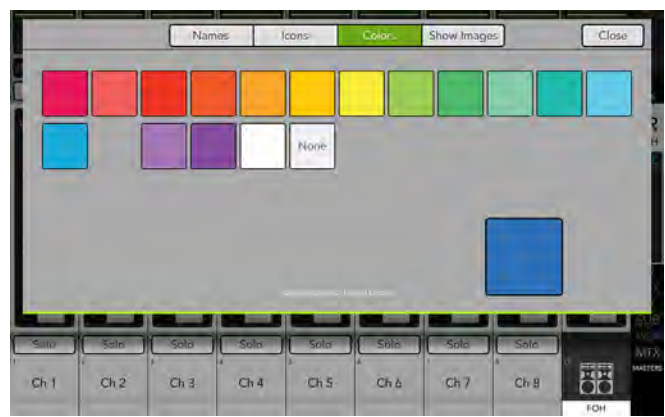 Names Icons Colors Show Images Close
None
Solo Solo Solo Solo Solo Solo Solo Solo
Ch 1 Ch 2 Ch 3 Ch 4 Ch 5 Ch 6 Ch 7 Ch 8
MTX
MASTERS
FOH